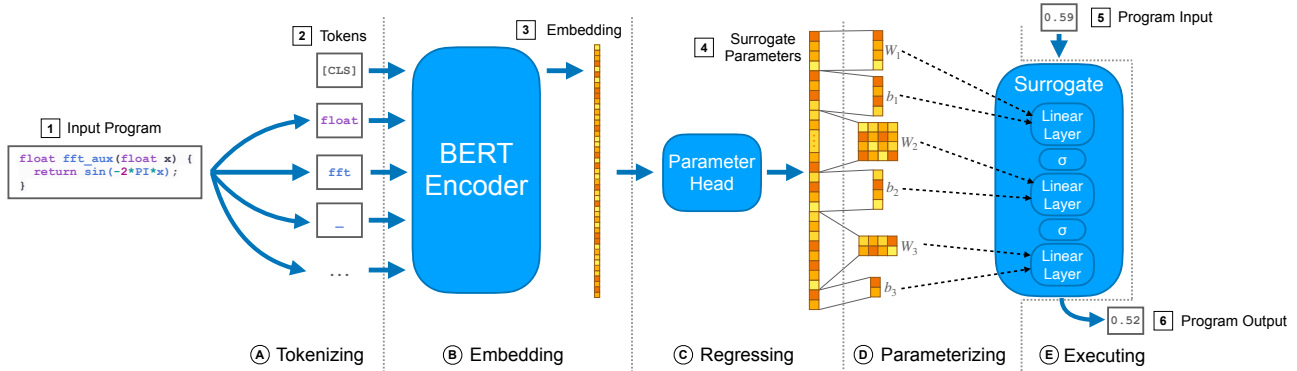 1 Input Program
float fft_aux(float x) {
return sin(-2*PI*x);
}
2 Tokens
[CLS]
float
fft
_
...
BERT
Encoder
3 Embedding
Parameter
Head
4 Surrogate
Parameters
W1
b1
W2
b2
W3
b3
0.59
5 Program Input
Surrogate
Linear
Layer
σ
Linear
Layer
σ
Linear
Layer
0.52
6 Program Output
A Tokenizing
B Embedding
C Regressing
D Parameterizing
E Executing